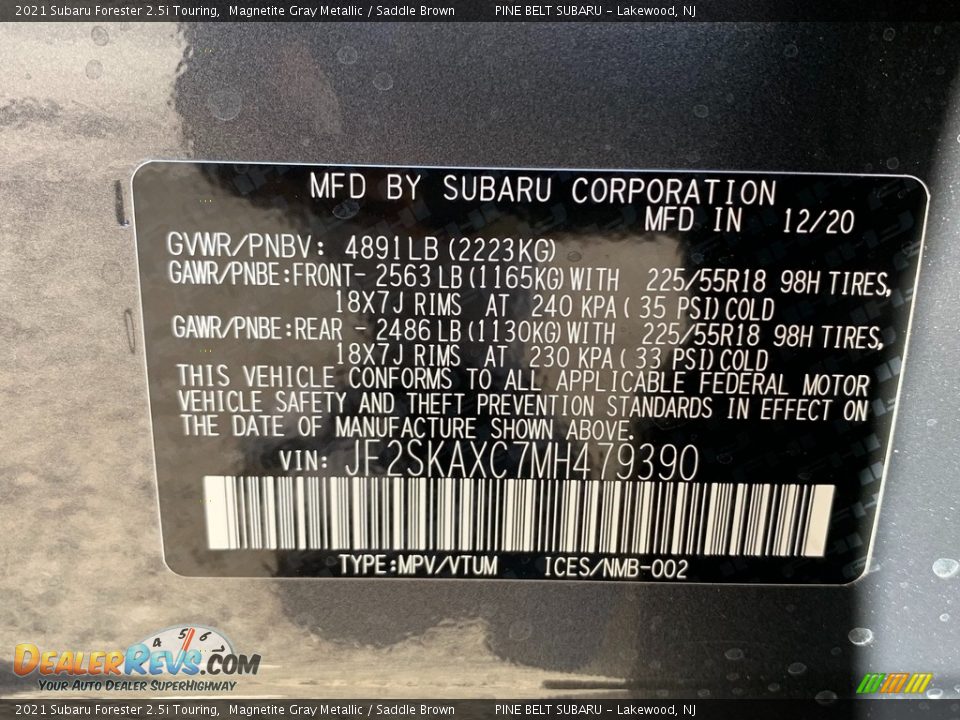 2021 Subaru Forester 2.5i Touring,  Magnetite Gray Metallic / Saddle Brown    PINE BELT SUBARU - Lakewood, NJ
MFD BY SUBARU CORPORATION
MFD IN 12/20
GVWR/PNBV: 4891LB (2223KG)
GAWR/PNBE:FRONT- 2563 LB (1165KG) WITH 225/55R18 98H TIRES,
18X7J RIMS AT 240 KPA ( 35 PSI) COLD
GAWR/PNBE:REAR - 2486 LB (1130KG) WITH 225/55R18 98H TIRES,
18X7J RIMS AT 230 KPA ( 33 PSI) COLD
THIS VEHICLE CONFORMS TO ALL APPLICABLE FEDERAL MOTOR
VEHICLE SAFETY AND THEFT PREVENTION STANDARDS IN EFFECT ON
THE DATE OF MANUFACTURE SHOWN ABOVE.
VIN: JF2SKAXC7MH479390
TYPE:MPV/VTUM ICES/NMB-002
4 5 6 7
DEALERREVS.COM
YOUR AUTO DEALER SUPERHIGHWAY
2021 Subaru Forester 2.5i Touring,  Magnetite Gray Metallic / Saddle Brown    PINE BELT SUBARU - Lakewood, NJ